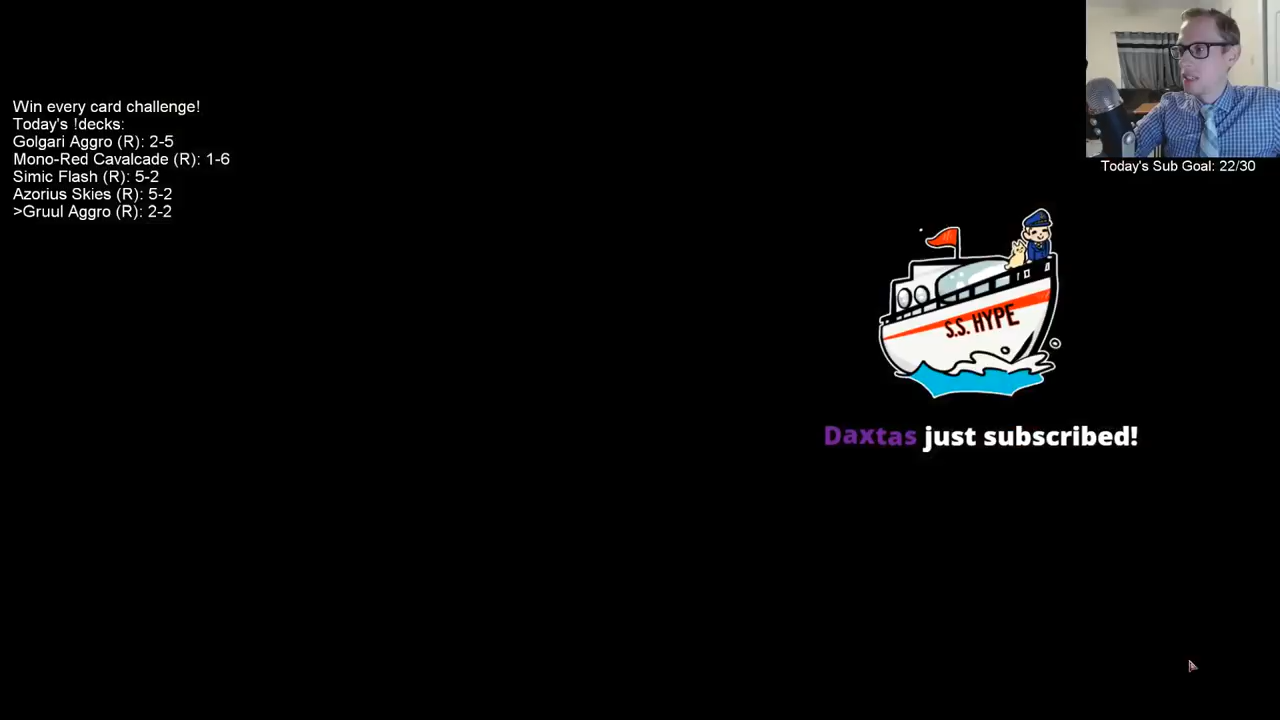 Win every card challenge!
Today's !decks:
Golgari Aggro (R): 2-5
Mono-Red Cavalcade (R): 1-6
Simic Flash (R): 5-2
Azorius Skies (R): 5-2
>Gruul Aggro (R): 2-2
Today's Sub Goal: 22/30
S.S. HYPE
Daxtas just subscribed!